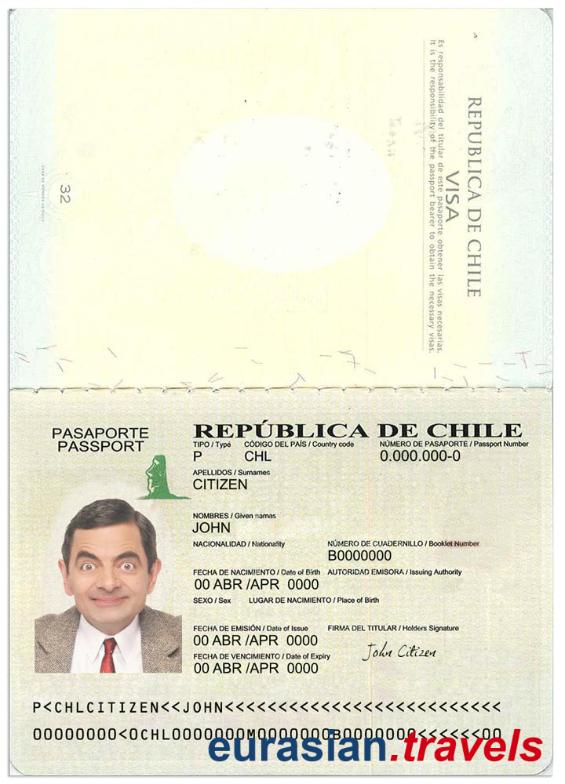 REPUBLICA DE CHILE
VISA
Es responsabilidad del titular de este pasaporte obtener las visas necesarias.
It is the responsibility of the passport bearer to obtain the necessary visas.
32
PASAPORTE
PASSPORT
REPÚBLICA DE CHILE
TIPO / Type CÓDIGO DEL PAÍS / Country code NÚMERO DE PASAPORTE / Passport Number
P CHL 0.000.000-0
APELLIDOS / Surnames
CITIZEN
NOMBRES / Given names
JOHN
NACIONALIDAD / Nationality NÚMERO DE CUADERNILLO / Booklet Number
B0000000
FECHA DE NACIMIENTO / Date of Birth AUTORIDAD EMISORA / Issuing Authority
00 ABR /APR 0000
SEXO / Sex LUGAR DE NACIMIENTO / Place of Birth
FECHA DE EMISIÓN / Date of Issue FIRMA DEL TITULAR / Holders Signature
00 ABR /APR 0000 John Citizen
FECHA DE VENCIMIENTO / Date of Expiry
00 ABR /APR 0000
P<CHLCITIZEN<<JOHN<<<<<<<<<<<<<<<<<<<<<<<<<<
00000000<0CHL0000000M0000000B0000000<<<<<<00
eurasian.travels